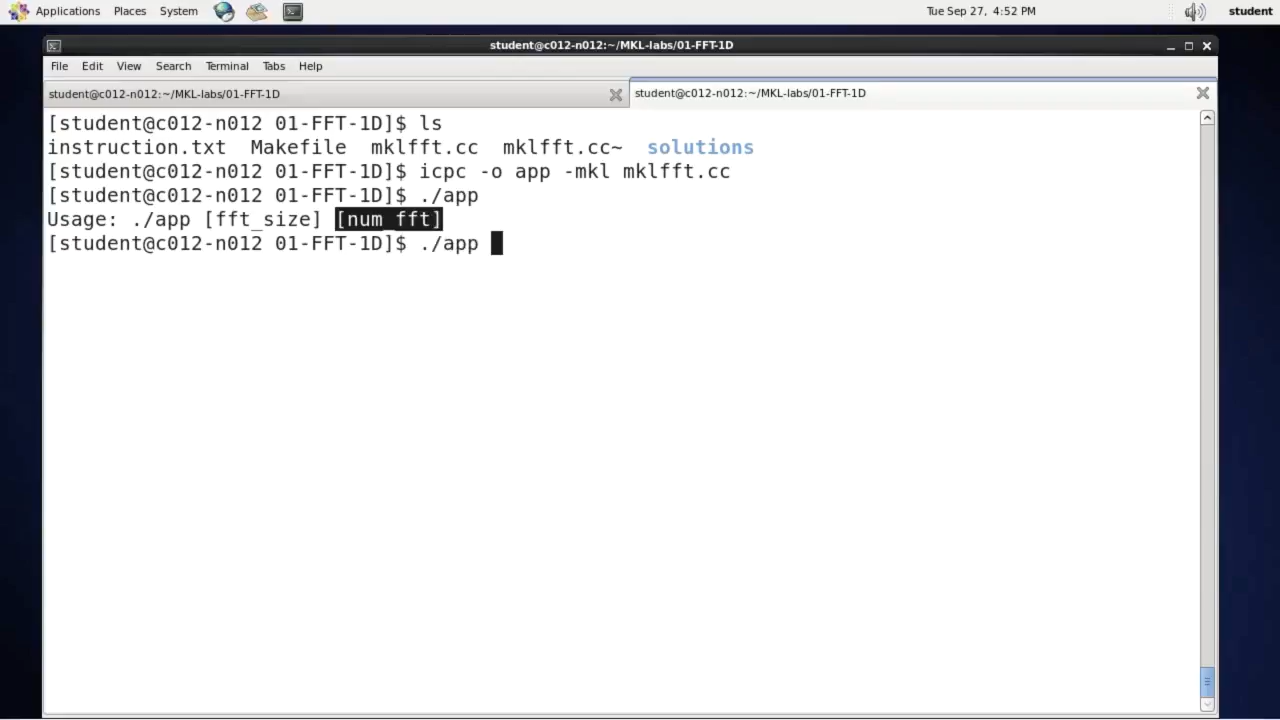 Applications Places System Tue Sep 27, 4:52 PM student
student@c012-n012:~/MKL-labs/01-FFT-1D
File Edit View Search Terminal Tabs Help
student@c012-n012:~/MKL-labs/01-FFT-1D student@c012-n012:~/MKL-labs/01-FFT-1D
[student@c012-n012 01-FFT-1D]$ ls
instruction.txt Makefile mklfft.cc mklfft.cc~ solutions
[student@c012-n012 01-FFT-1D]$ icpc -o app -mkl mklfft.cc
[student@c012-n012 01-FFT-1D]$ ./app
Usage: ./app [fft_size] [num_fft]
[student@c012-n012 01-FFT-1D]$ ./app